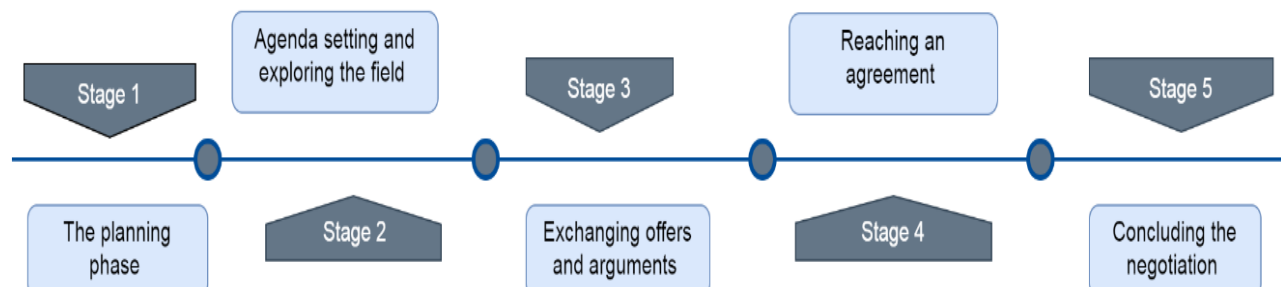 Stage 1
The planning
phase
Agenda setting and
exploring the field
Stage 2
Stage 3
Exchanging offers
and arguments
Reaching an
agreement
Stage 4
Stage 5
Concluding the
negotiation